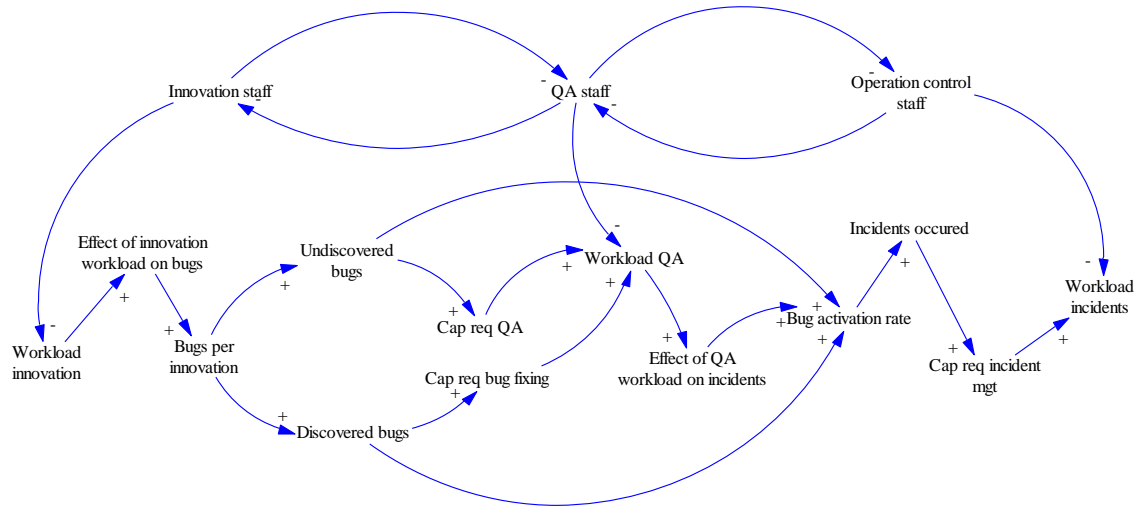 Innovation staff
-
-
QA staff
-
-
Operation control
staff
-
Effect of innovation
workload on bugs
+
Undiscovered
bugs
+
-
Workload QA
+
+
Incidents occured
+
-
Workload
incidents
+
-
Workload
innovation
+
Bugs per
innovation
+
Cap req QA
+
Effect of QA
workload on incidents
+
+
Bug activation rate
+
+
Cap req incident
mgt
Cap req bug fixing
+
+
Discovered bugs